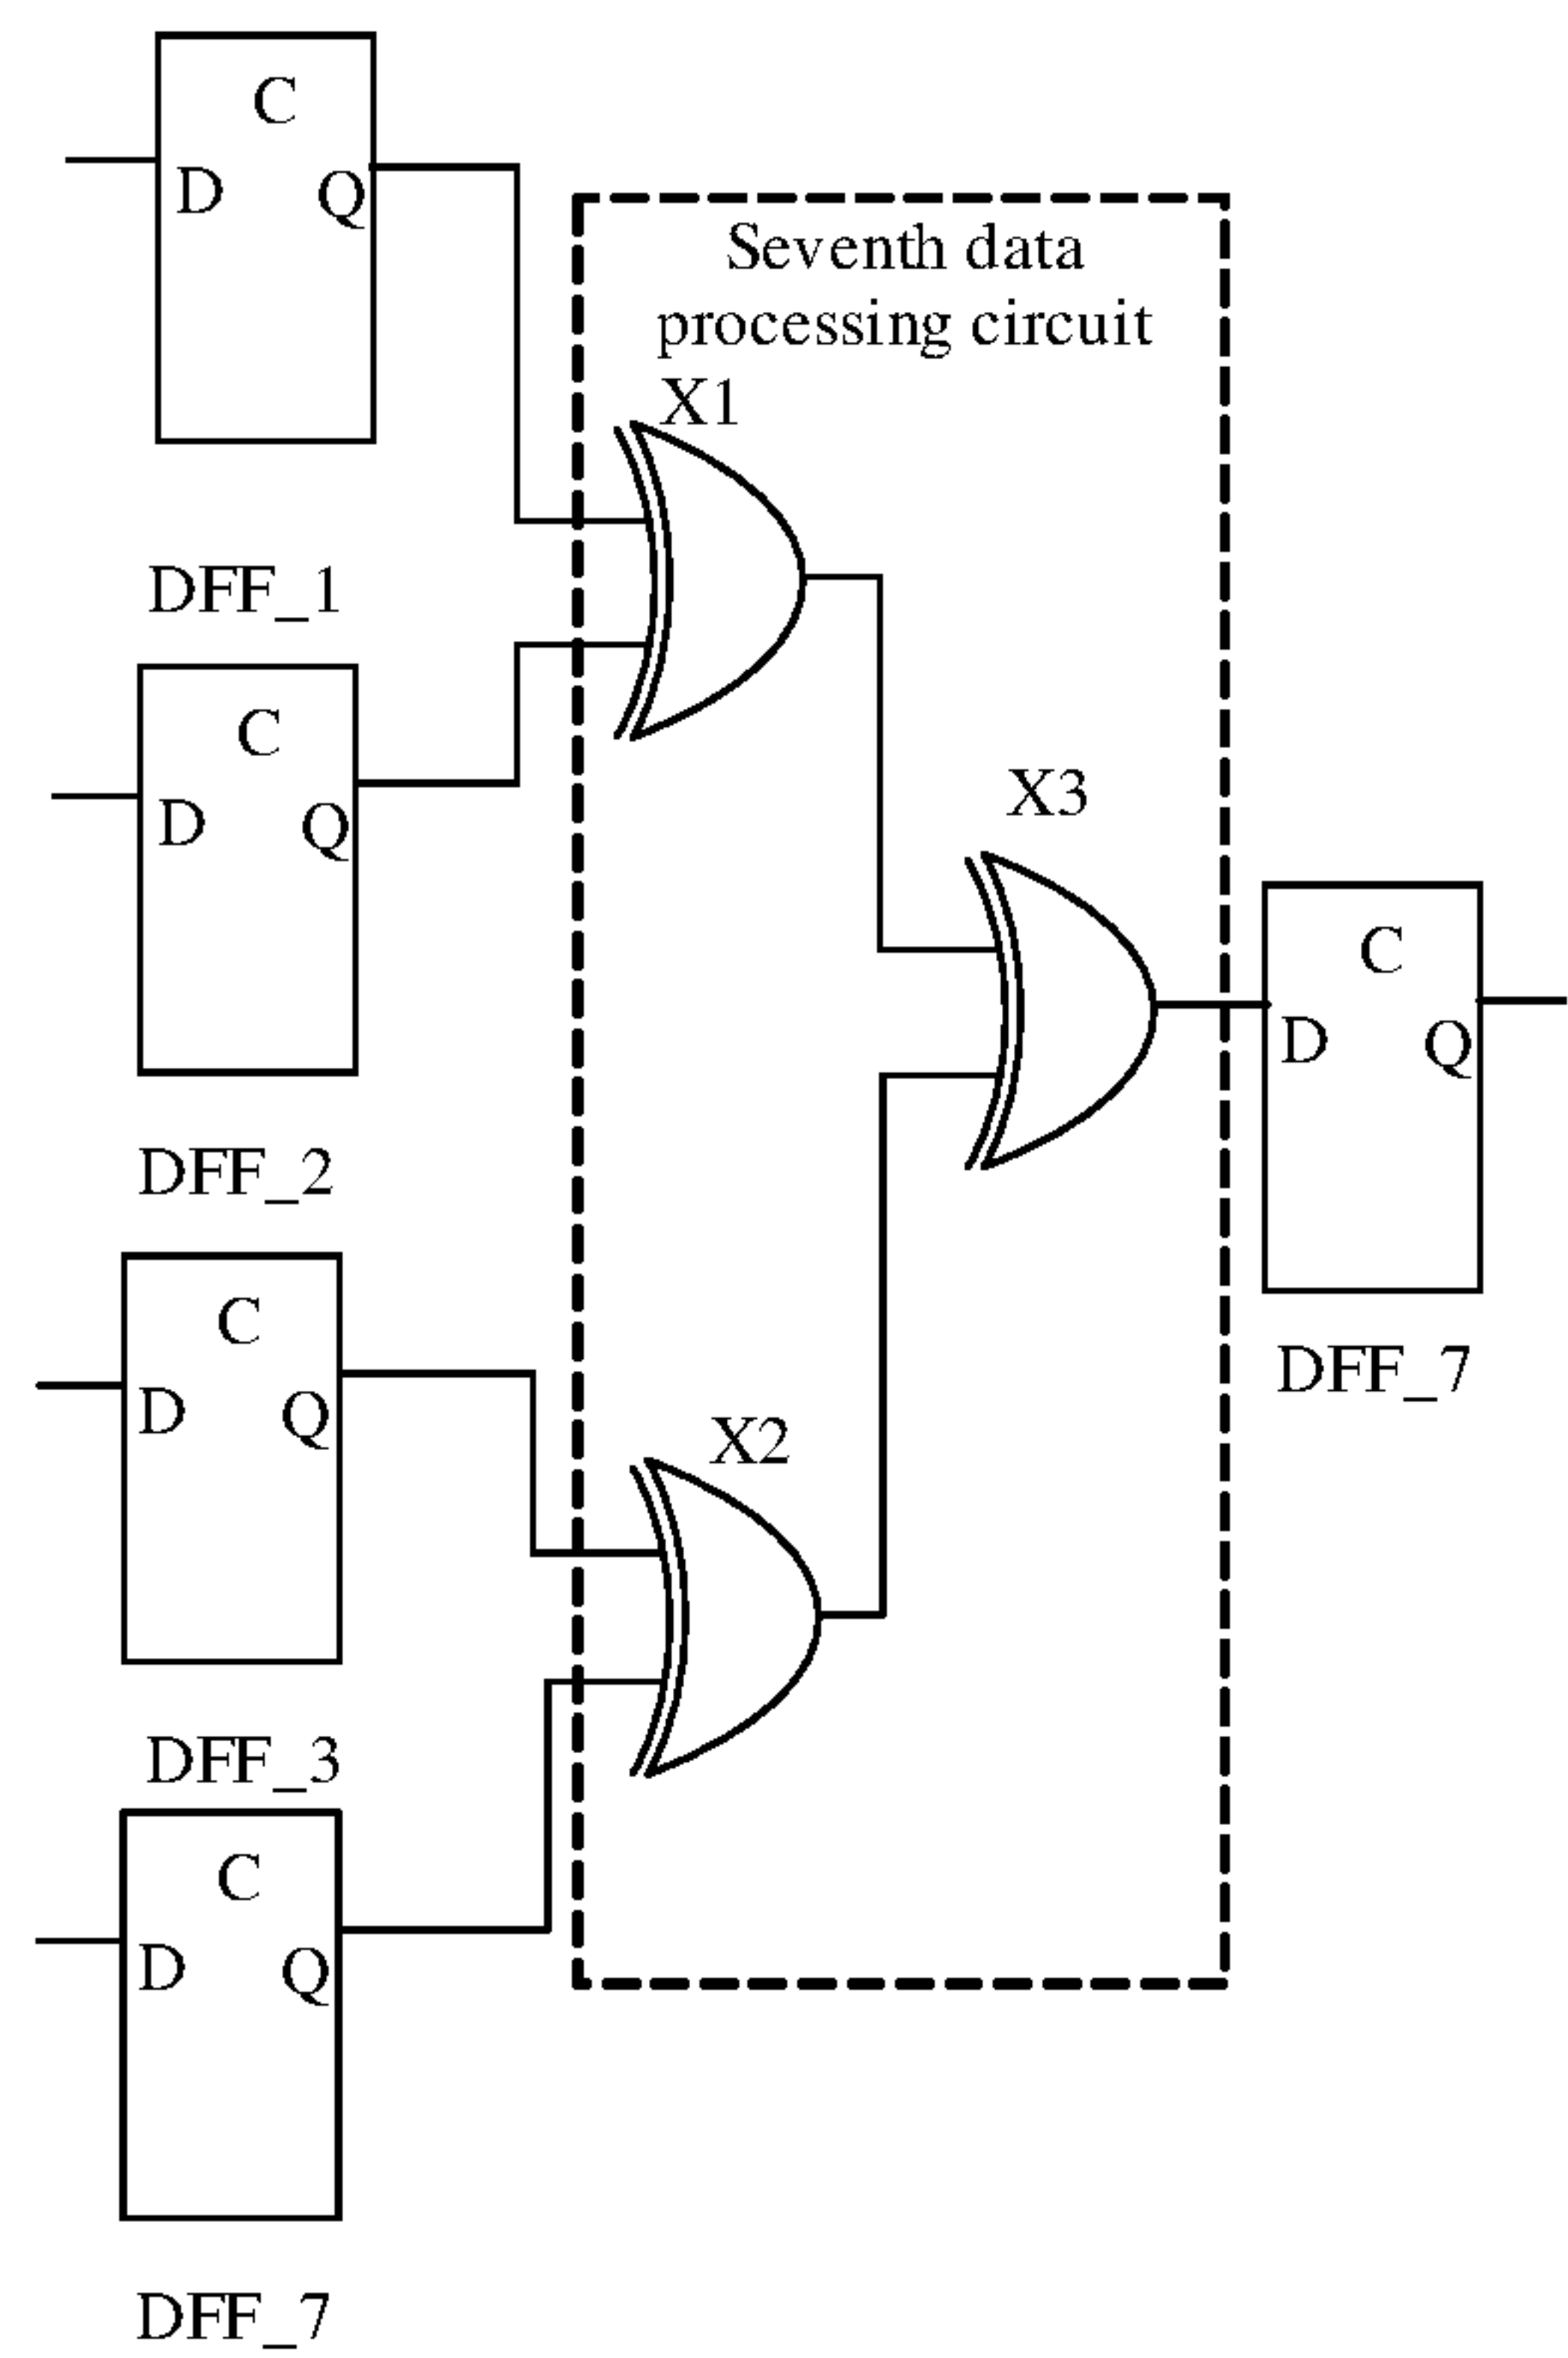 C
D Q
DFF_1
C
D Q
DFF_2
C
D Q
DFF_3
C
D Q
DFF_7
Seventh data
processing circuit
X1
X2
X3
C
D Q
DFF_7